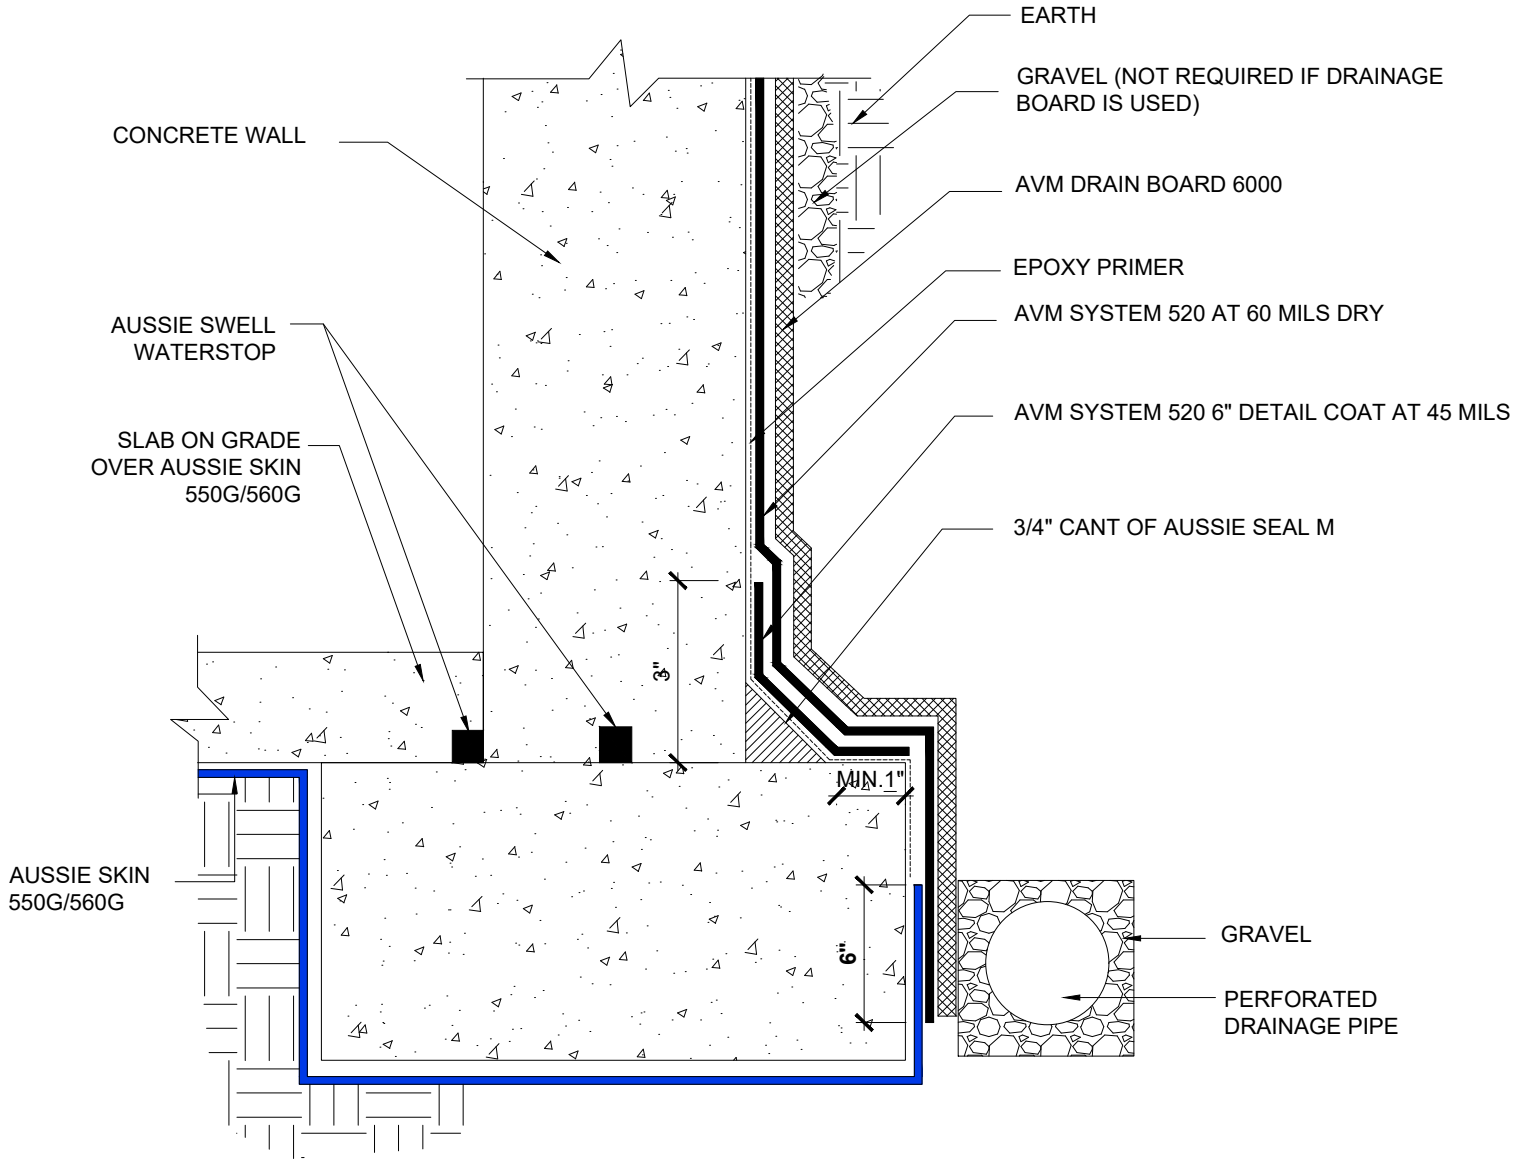 EARTH
GRAVEL (NOT REQUIRED IF DRAINAGE
BOARD IS USED)
CONCRETE WALL
AVM DRAIN BOARD 6000
EPOXY PRIMER
AVM SYSTEM 520 AT 60 MILS DRY
AUSSIE SWELL
WATERSTOP
AVM SYSTEM 520 6" DETAIL COAT AT 45 MILS
SLAB ON GRADE
OVER AUSSIE SKIN
550G/560G
3/4" CANT OF AUSSIE SEAL M
3"
MIN.1"
AUSSIE SKIN
550G/560G
6"
GRAVEL
PERFORATED
DRAINAGE PIPE